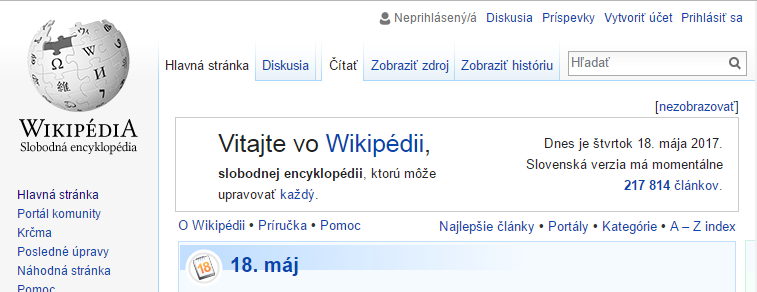 Neprihlásený/á Diskusia Príspevky Vytvoriť účet Prihlásiť sa
Hlavná stránka Diskusia Čítať Zobraziť zdroj Zobraziť históriu Hľadať
WIKIPÉDIA
Slobodná encyklopédia
Hlavná stránka
Portál komunity
Krčma
Posledné úpravy
Náhodná stránka
Pomoc
[nezobrazovať]
Vitajte vo Wikipédii,
slobodnej encyklopédii, ktorú môže
upravovať každý.
Dnes je štvrtok 18. mája 2017.
Slovenská verzia má momentálne
217 814 článkov.
O Wikipédii • Príručka • Pomoc
Najlepšie články • Portály • Kategórie • A – Z index
18
18. máj